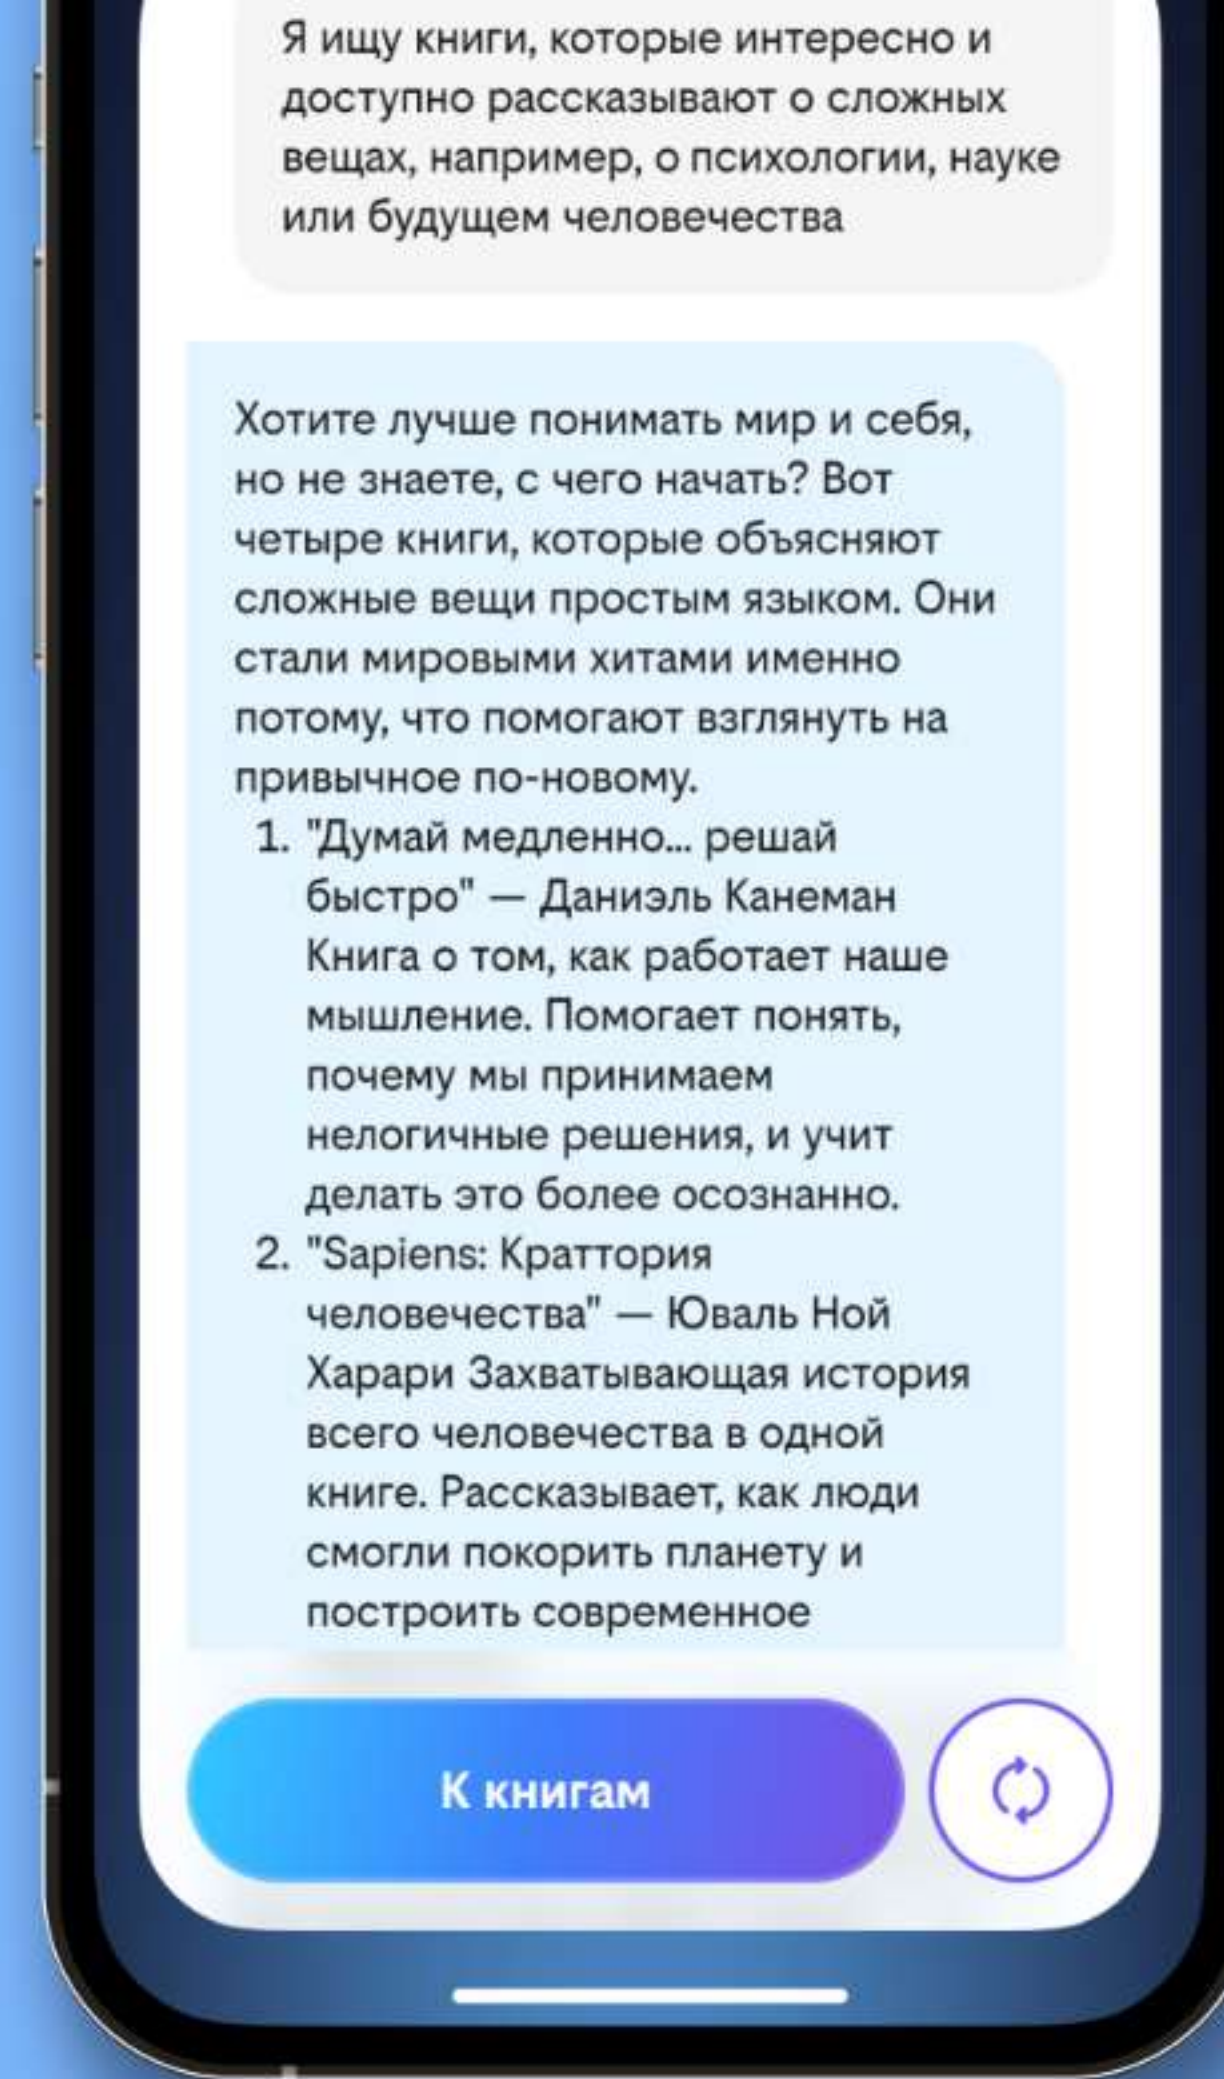 Я ищу книги, которые интересно и
доступно рассказывают о сложных
вещах, например, о психологии, науке
или будущем человечества
Хотите лучше понимать мир и себя,
но не знаете, с чего начать? Вот
четыре книги, которые объясняют
сложные вещи простым языком. Они
стали мировыми хитами именно
потому, что помогают взглянуть на
привычное по-новому.
1. "Думай медленно... решай
быстро" — Даниэль Канеман
Книга о том, как работает наше
мышление. Помогает понять,
почему мы принимаем
нелогичные решения, и учит
делать это более осознанно.
2. "Sapiens: Краттория
человечества" — Юваль Ной
Харари Захватывающая история
всего человечества в одной
книге. Рассказывает, как люди
смогли покорить планету и
построить современное
К книгам